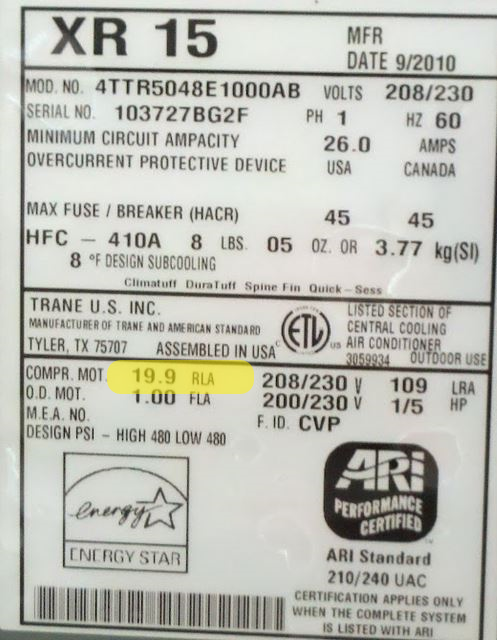 XR 15
MFR
DATE 9/2010
MOD. NO. 4TTR5048E1000AB VOLTS 208/230
SERIAL NO. 103727BG2F PH 1 HZ 60
MINIMUM CIRCUIT AMPACITY 26.0 AMPS
OVERCURRENT PROTECTIVE DEVICE USA CANADA
MAX FUSE / BREAKER (HACR) 45 45
HFC - 410A 8 LBS. 05 OZ. OR 3.77 kg(SI)
8 °F DESIGN SUBCOOLING
Climatuff DuraTuff Spine Fin Quick-Sess
TRANE U.S. INC.
MANUFACTURER OF TRANE AND AMERICAN STANDARD
TYLER, TX 75707 ASSEMBLED IN USA
C ETL US
LISTED SECTION OF
CENTRAL COOLING
AIR CONDITIONER
3059934 OUTDOOR USE
COMPR. MOT. 19.9 RLA 208/230 V 109 LRA
O.D. MOT. 1.00 FLA 200/230 V 1/5 HP
M.E.A. NO. F. ID. CVP
DESIGN PSI - HIGH 480 LOW 480
energy
ENERGY STAR
ARI
PERFORMANCE
CERTIFIED
TM
ARI Standard
210/240 UAC
CERTIFICATION APPLIES ONLY
WHEN THE COMPLETE SYSTEM
IS LISTED WITH ARI